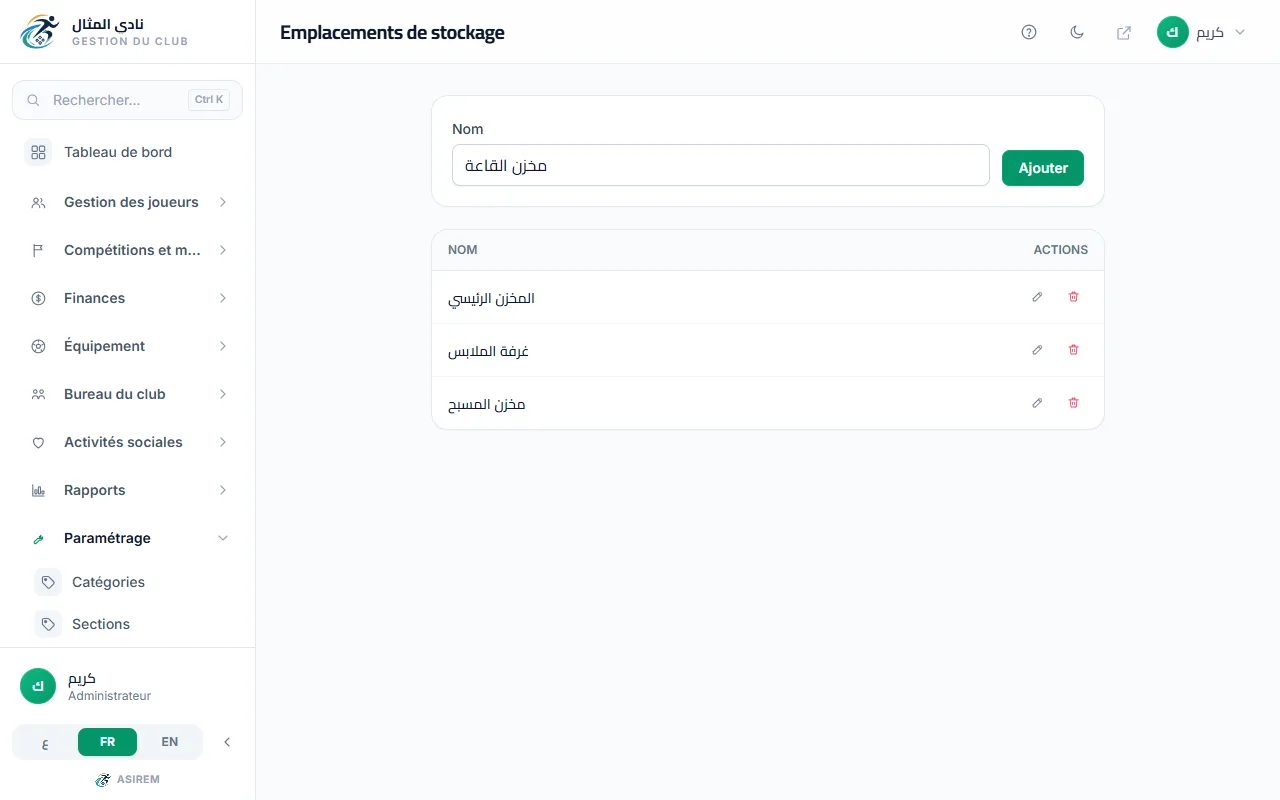 نادي المثال
GESTION DU CLUB
Rechercher...
Ctrl K
Tableau de bord
Gestion des joueurs
Compétitions et m...
Finances
Équipement
Bureau du club
Activités sociales
Rapports
Paramétrage
Catégories
Sections
كريم
Administrateur
ع
FR
EN
ASIREM
Emplacements de stockage
ك
كريم
Nom
مخزن القاعة
Ajouter
NOM
ACTIONS
المخزن الرئيسي
غرفة الملابس
مخزن المسبح
ك